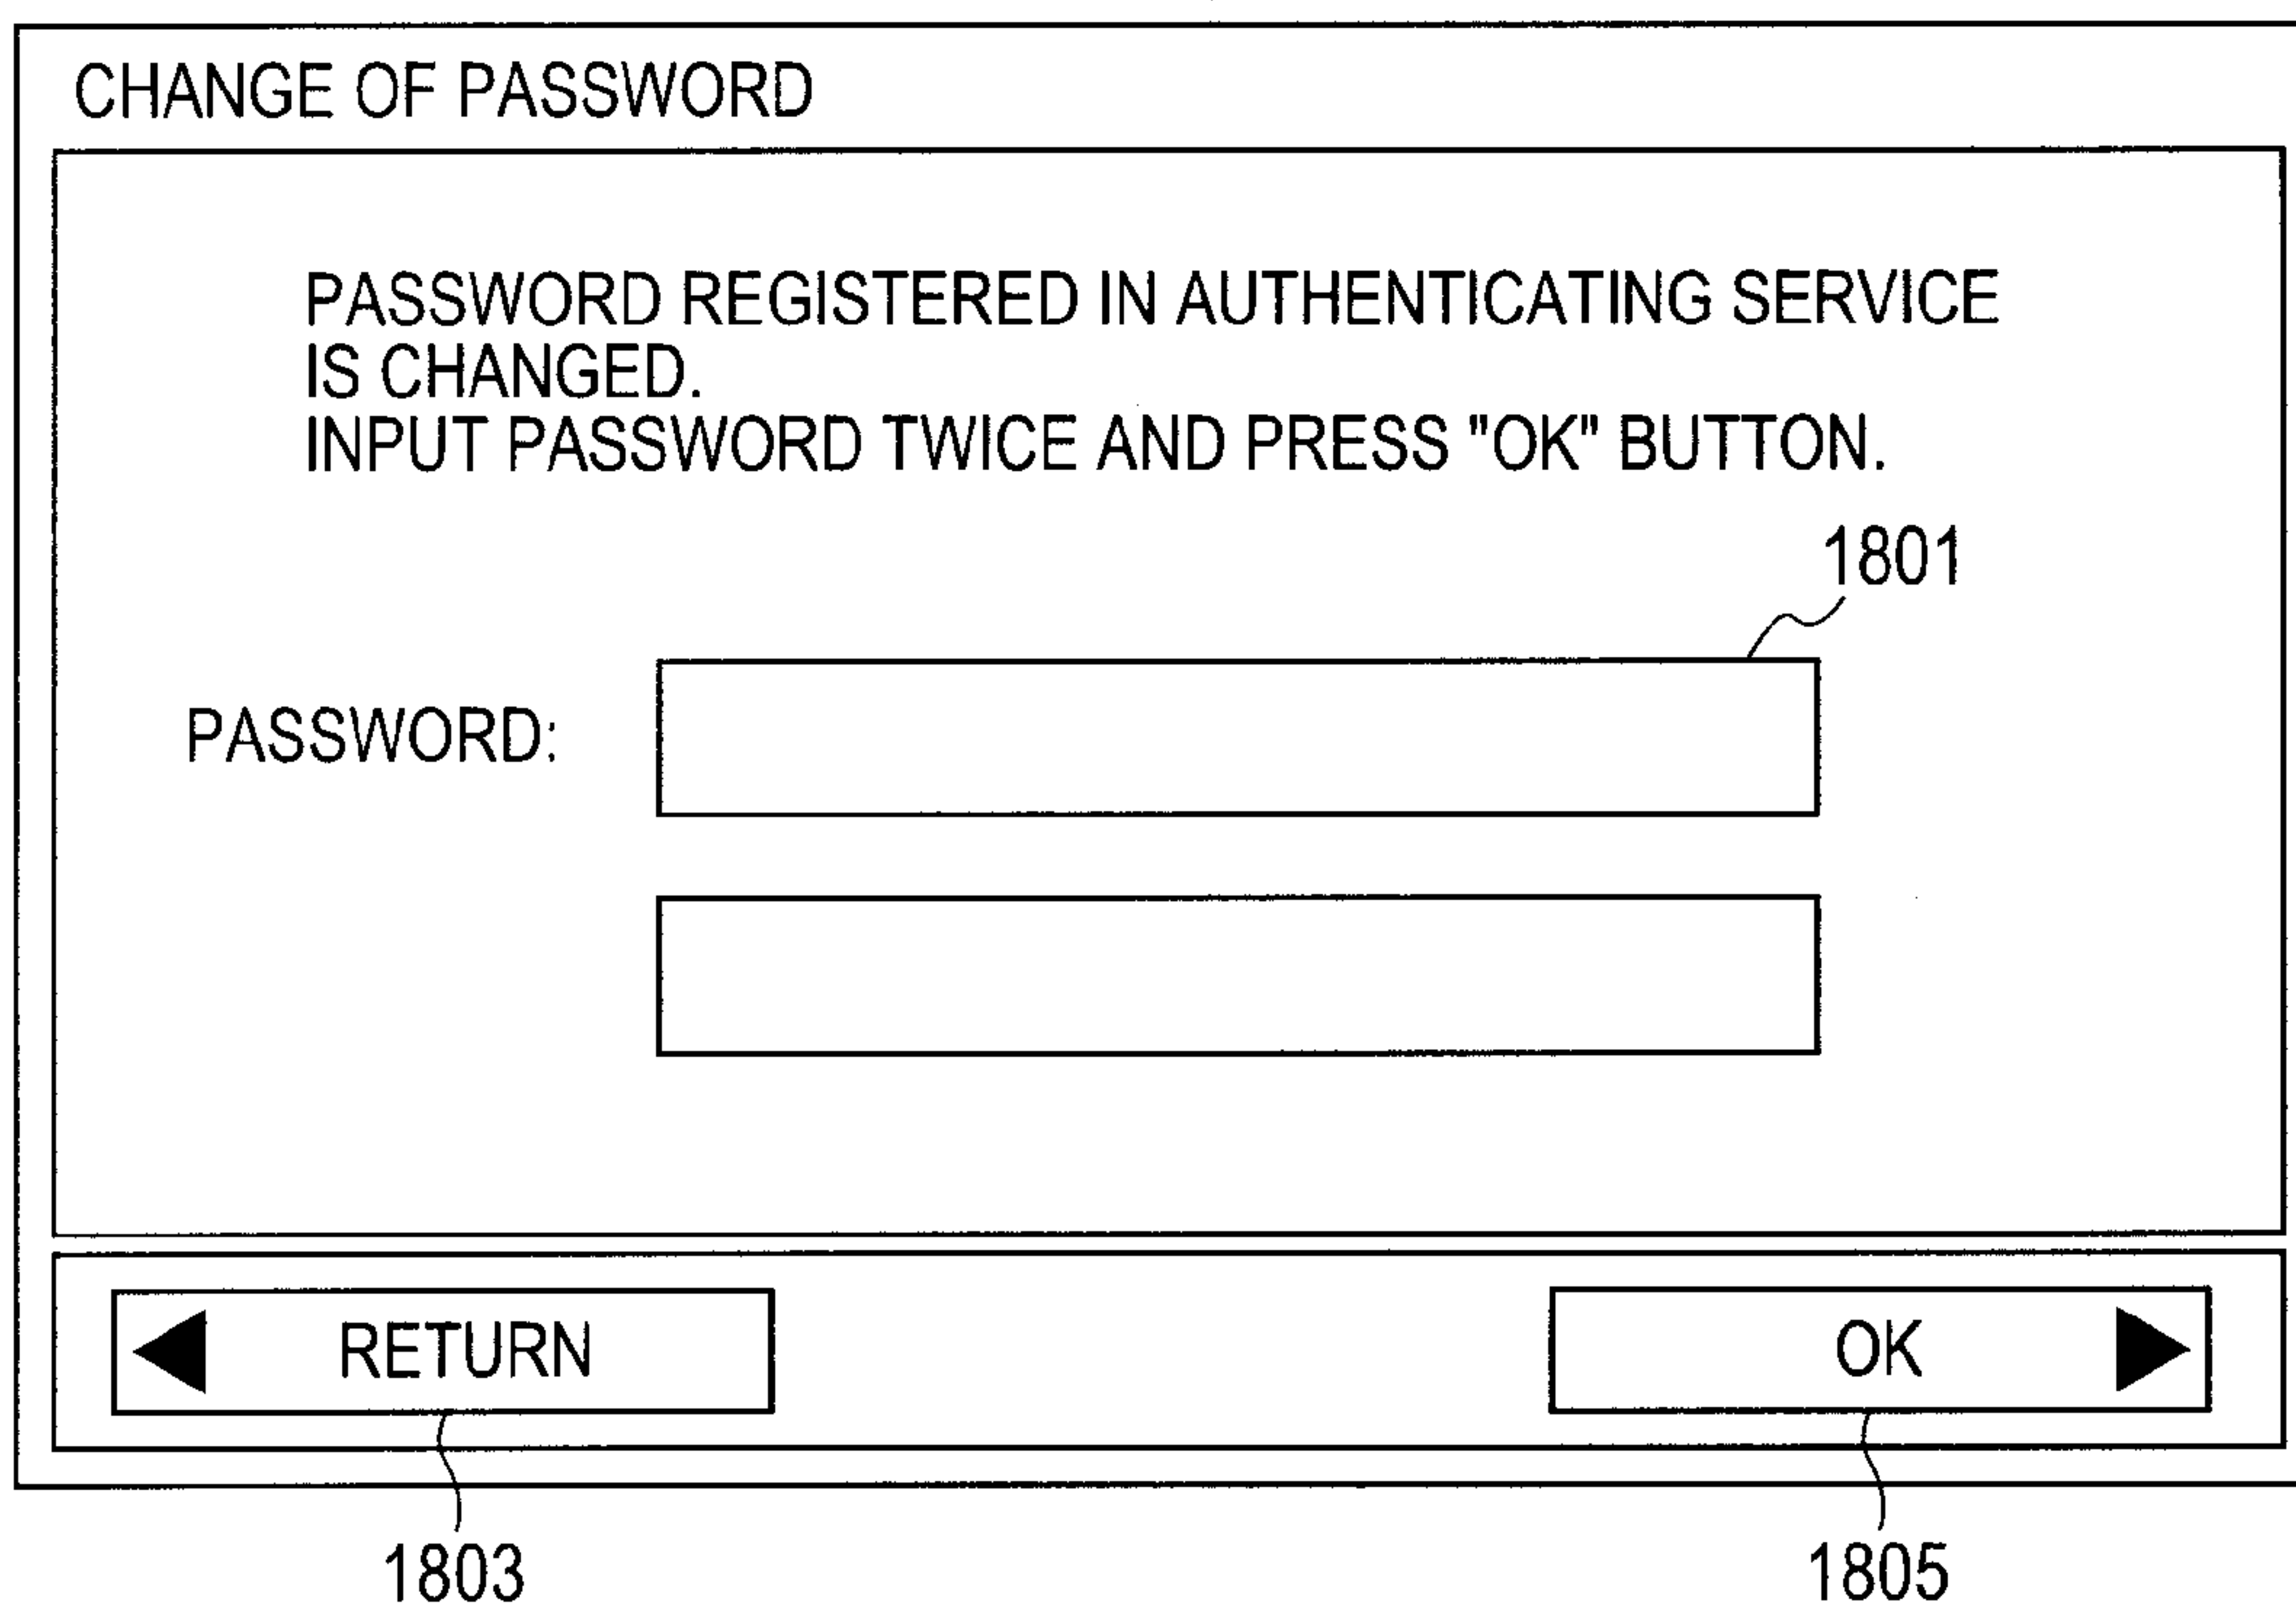 CHANGE OF PASSWORD
PASSWORD REGISTERED IN AUTHENTICATING SERVICE
IS CHANGED.
INPUT PASSWORD TWICE AND PRESS "OK" BUTTON.
1801
PASSWORD:
RETURN
OK
1803
1805